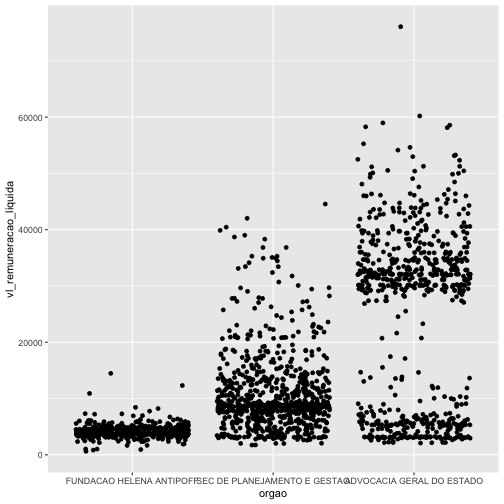 vl_remuneracao_liquida
60000
40000
20000
0
FUNDACAO HELENA ANTIPOFF SEC DE PLANEJAMENTO E GESTAO ADVOCACIA GERAL DO ESTADO
orgao